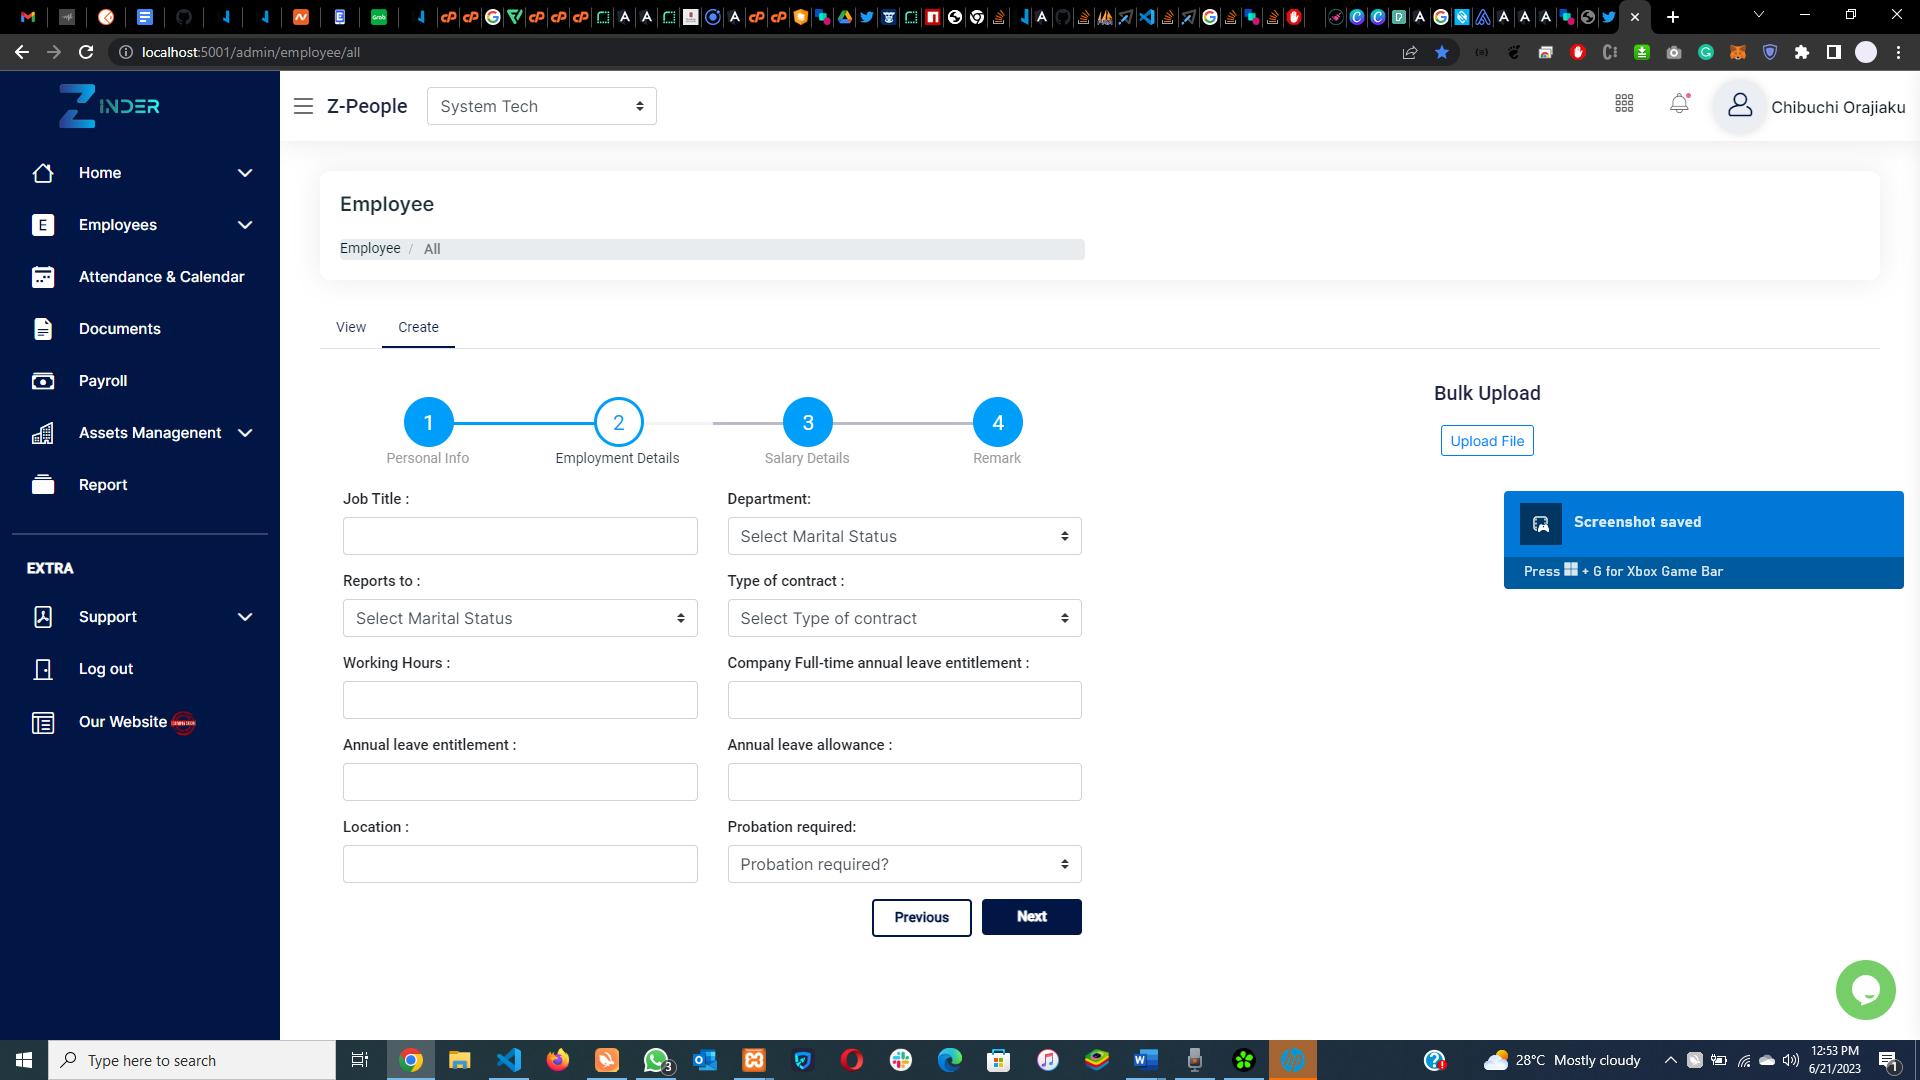 localhost:5001/admin/employee/all
ZINDER
Z-People
System Tech
Chibuchi Orajiaku
Home
Employees
Attendance & Calendar
Documents
Payroll
Assets Managenent
Report
EXTRA
Support
Log out
Our Website
Employee
Employee / All
View
Create
1
2
3
4
Personal Info
Employment Details
Salary Details
Remark
Bulk Upload
Upload File
Screenshot saved
Press + G for Xbox Game Bar
Job Title :
Department:
Select Marital Status
Reports to :
Type of contract :
Select Marital Status
Select Type of contract
Working Hours :
Company Full-time annual leave entitlement :
Annual leave entitlement :
Annual leave allowance :
Location :
Probation required:
Probation required?
Previous
Next
Type here to search
3
28°C Mostly cloudy
12:53 PM
6/21/2023
1